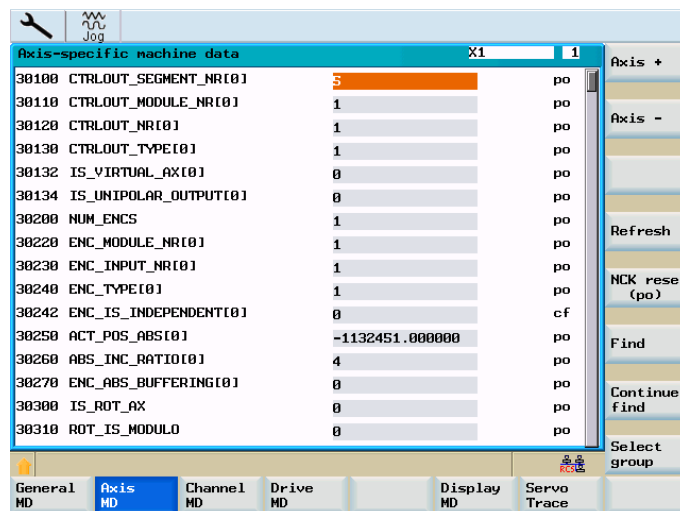 Jog
Axis-specific machine data X1 1
30100 CTRLOUT_SEGMENT_NR[0] 5 po
30110 CTRLOUT_MODULE_NR[0] 1 po
30120 CTRLOUT_NR[0] 1 po
30130 CTRLOUT_TYPE[0] 1 po
30132 IS_VIRTUAL_AX[0] 0 po
30134 IS_UNIPOLAR_OUTPUT[0] 0 po
30200 NUM_ENCS 1 po
30220 ENC_MODULE_NR[0] 1 po
30230 ENC_INPUT_NR[0] 1 po
30240 ENC_TYPE[0] 1 po
30242 ENC_IS_INDEPENDENT[0] 0 cf
30250 ACT_POS_ABS[0] -1132451.000000 po
30260 ABS_INC_RATIO[0] 4 po
30270 ENC_ABS_BUFFERING[0] 0 po
30300 IS_ROT_AX 0 po
30310 ROT_IS_MODULO 0 po
Axis +
Axis -
Refresh
NCK rese
(po)
Find
Continue
find
Select
group
RCS
General
MD
Axis
MD
Channel
MD
Drive
MD
Display
MD
Servo
Trace